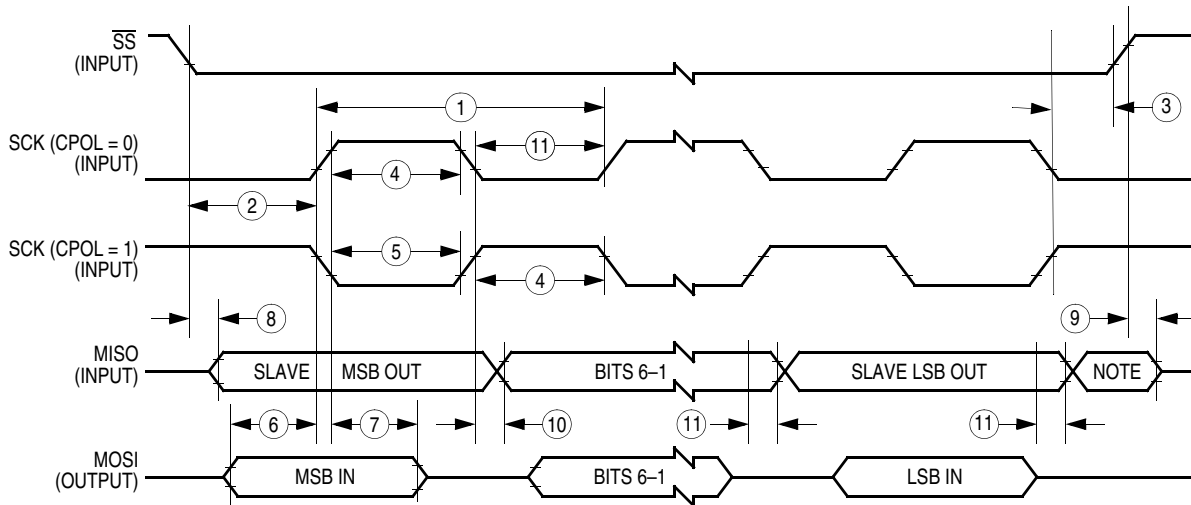 SS
(INPUT)
1
3
SCK (CPOL = 0)
(INPUT)
11
4
2
SCK (CPOL = 1)
(INPUT)
5
4
8
9
MISO
(INPUT)
SLAVE MSB OUT
BITS 6–1
SLAVE LSB OUT
NOTE
6
7
10
11
11
MOSI
(OUTPUT)
MSB IN
BITS 6–1
LSB IN